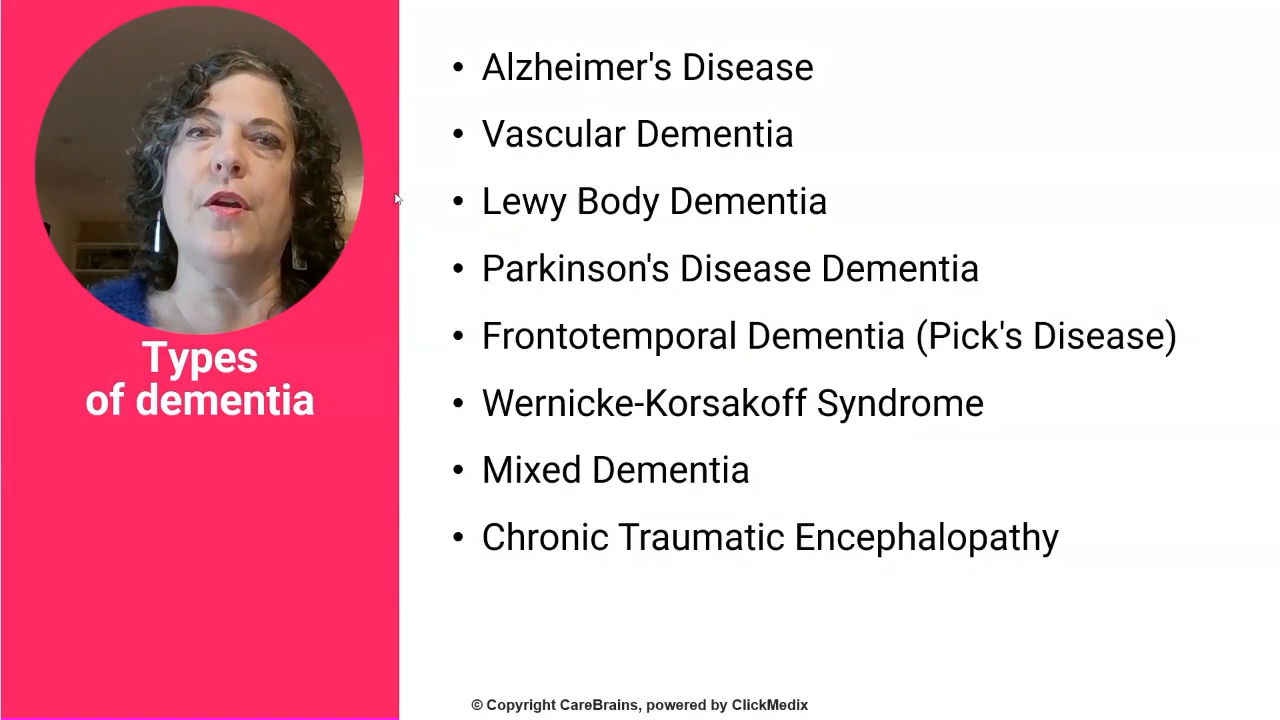 Types
of dementia
• Alzheimer's Disease
• Vascular Dementia
• Lewy Body Dementia
• Parkinson's Disease Dementia
• Frontotemporal Dementia (Pick's Disease)
• Wernicke-Korsakoff Syndrome
• Mixed Dementia
• Chronic Traumatic Encephalopathy
© Copyright CareBrains, powered by ClickMedix